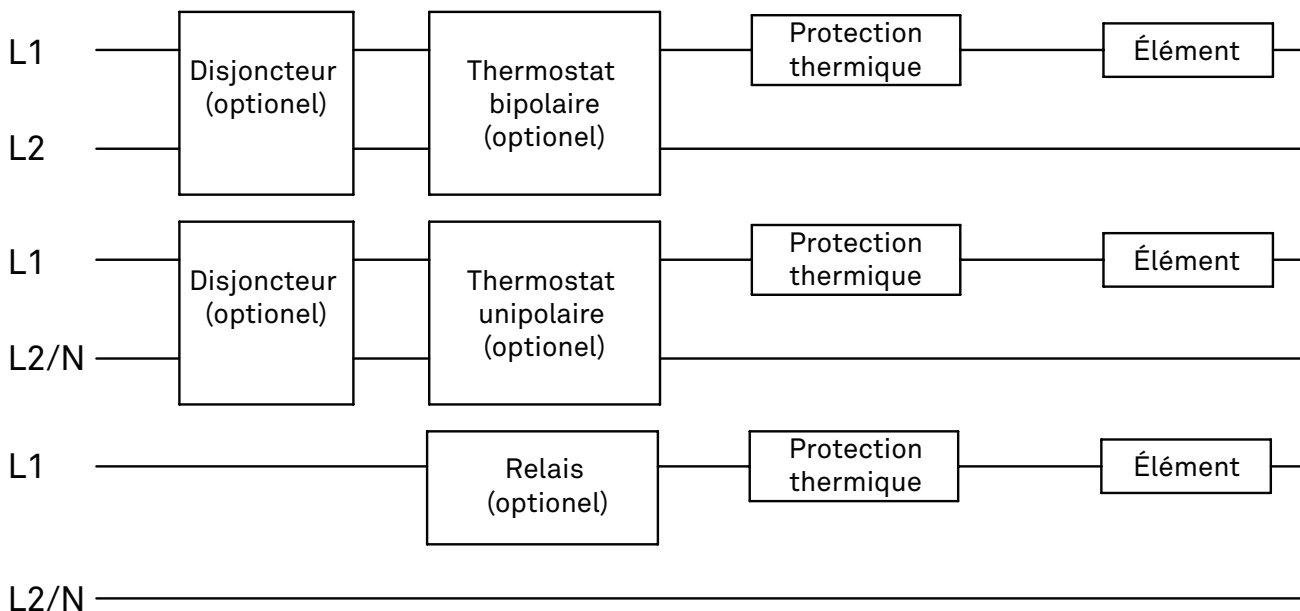 L1
Disjoncteur
(optionel)
Thermostat
bipolaire
(optionel)
Protection
thermique
Élément
L2
L1
Disjoncteur
(optionel)
Thermostat
unipolaire
(optionel)
Protection
thermique
Élément
L2/N
L1
Relais
(optionel)
Protection
thermique
Élément
L2/N